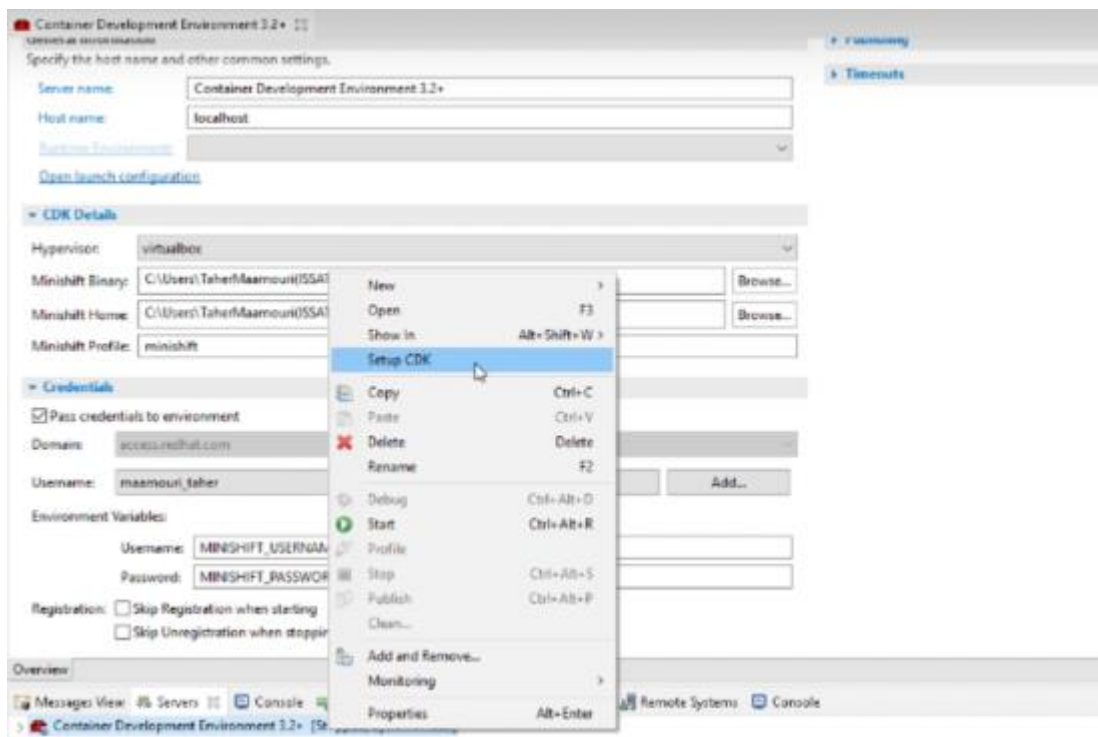 Container Development Environment 3.2+
General Information
Publishing
Specify the host name and other common settings.
Timeouts
Server name: Container Development Environment 3.2+
Host name: localhost
Runtime Environment:
Open launch configuration
CDK Details
Hypervisor: virtualbox
Minishift Binary: C:\Users\TaherMaamouri(ISSAT Browse...
Minishift Home: C:\Users\TaherMaamouri(ISSAT Browse...
Minishift Profile: minishift
Credentials
Pass credentials to environment
Domain: access.redhat.com
Username: maamouri_taher Add...
Environment Variables:
Username: MINISHIFT_USERNAM
Password: MINISHIFT_PASSWOR
Registration: Skip Registration when starting
Skip Unregistration when stoppin
New
Open F3
Show In Alt+Shift+W
Setup CDK
Copy Ctrl+C
Paste Ctrl+V
Delete Delete
Rename F2
Debug Ctrl+Alt+D
Start Ctrl+Alt+R
Profile
Stop Ctrl+Alt+S
Publish Ctrl+Alt+P
Clean...
Add and Remove...
Monitoring
Properties Alt+Enter
Overview
Messages View Servers Console Remote Systems Console
Container Development Environment 3.2+